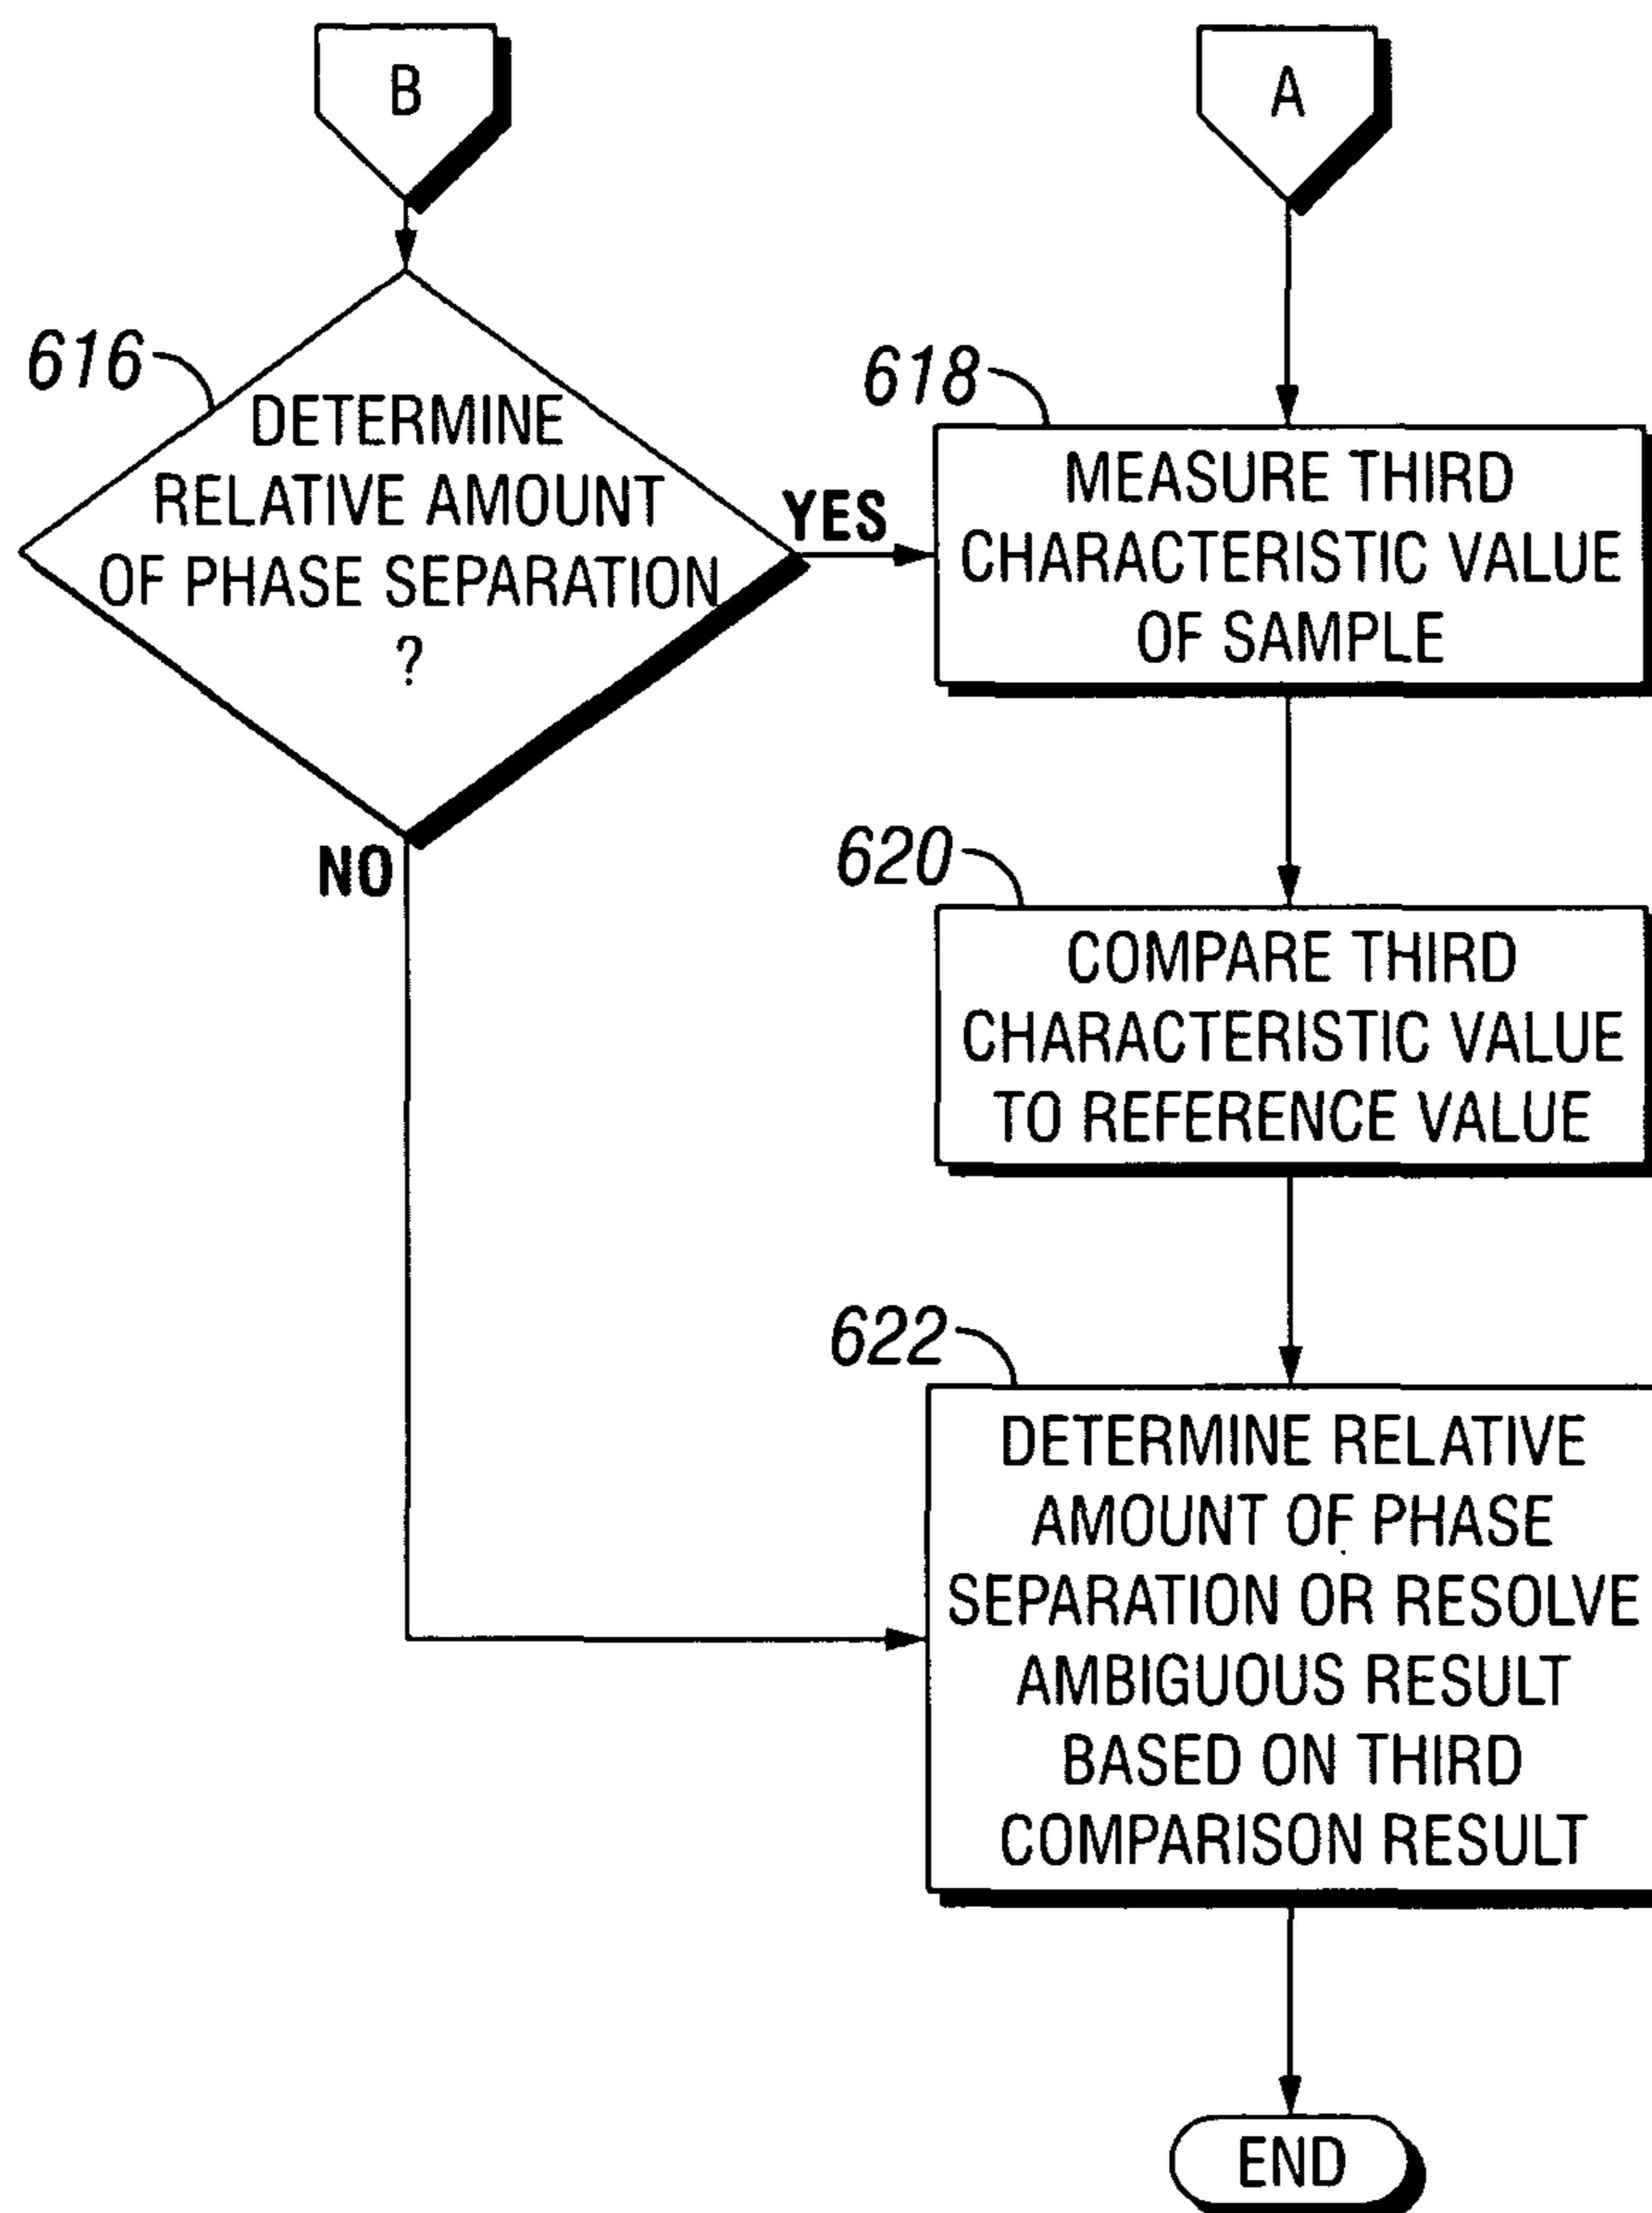 B
616
DETERMINE
RELATIVE AMOUNT
OF PHASE SEPARATION
?
YES
NO
A
618
MEASURE THIRD
CHARACTERISTIC VALUE
OF SAMPLE
620
COMPARE THIRD
CHARACTERISTIC VALUE
TO REFERENCE VALUE
622
DETERMINE RELATIVE
AMOUNT OF PHASE
SEPARATION OR RESOLVE
AMBIGUOUS RESULT
BASED ON THIRD
COMPARISON RESULT
END